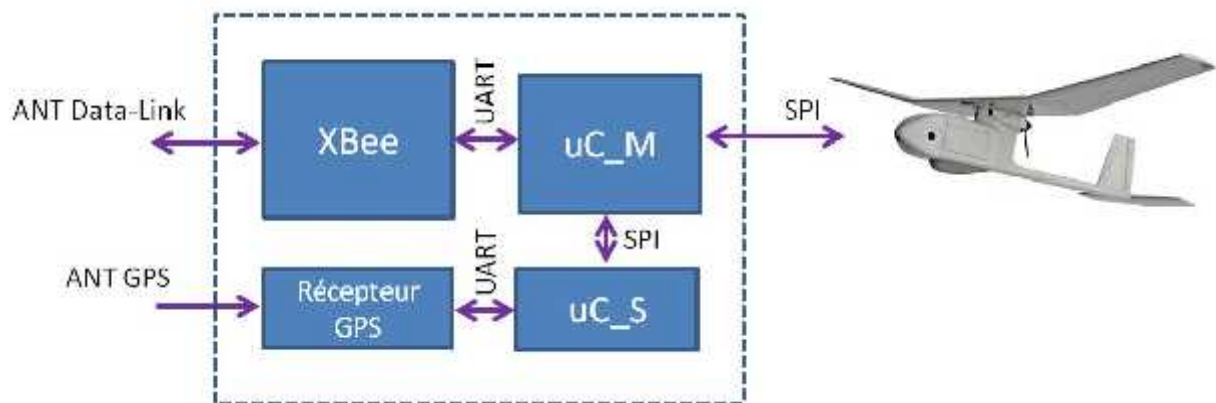 ANT Data-Link
XBee
UART
uC_M
SPI
SPI
ANT GPS
Récepteur
GPS
UART
uC_S